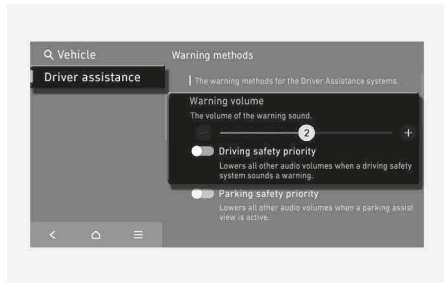 Vehicle
Warning methods
Driver assistance
The warning methods for the Driver Assistance systems.
Warning volume
The volume of the warning sound.
2
Driving safety priority
Lowers all other audio volumes when a driving safety
system sounds a warning.
Parking safety priority
Lowers all other audio volumes when a parking assist
view is active.